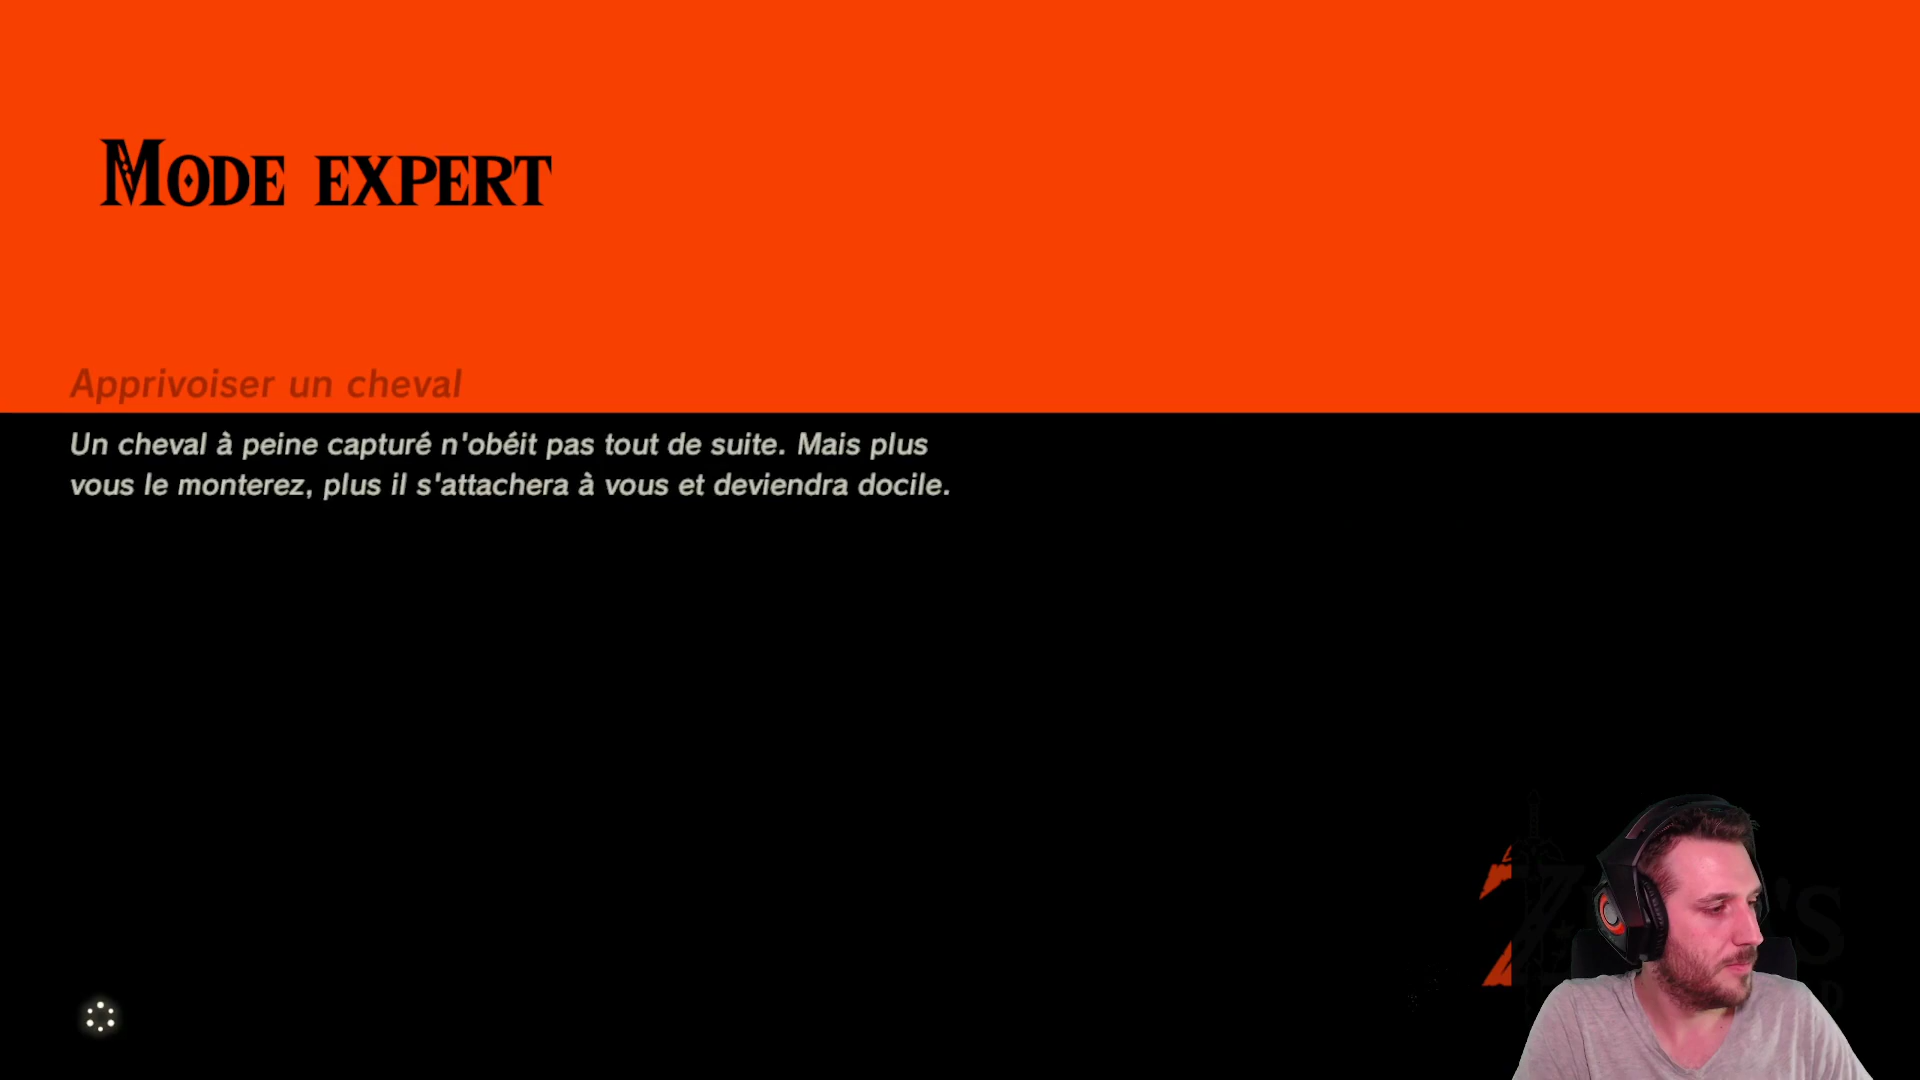 Mode expert
Apprivoiser un cheval
Un cheval à peine capturé n'obéit pas tout de suite. Mais plus
vous le monterez, plus il s'attachera à vous et deviendra docile.